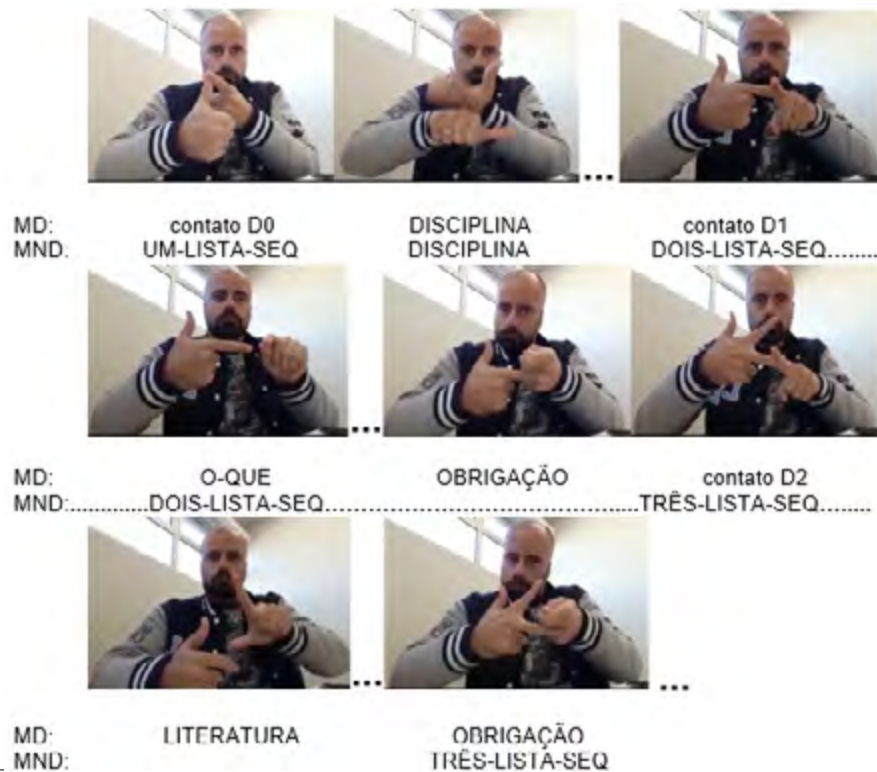 ...
MD: contato D0 DISCIPLINA contato D1
MND: UM-LISTA-SEQ DISCIPLINA DOIS-LISTA-SEQ........
...
MD: O-QUE OBRIGAÇÃO contato D2
MND:.............DOIS-LISTA-SEQ.......................................TRÊS-LISTA-SEQ........
... ...
MD: LITERATURA OBRIGAÇÃO
MND: TRÊS-LISTA-SEQ